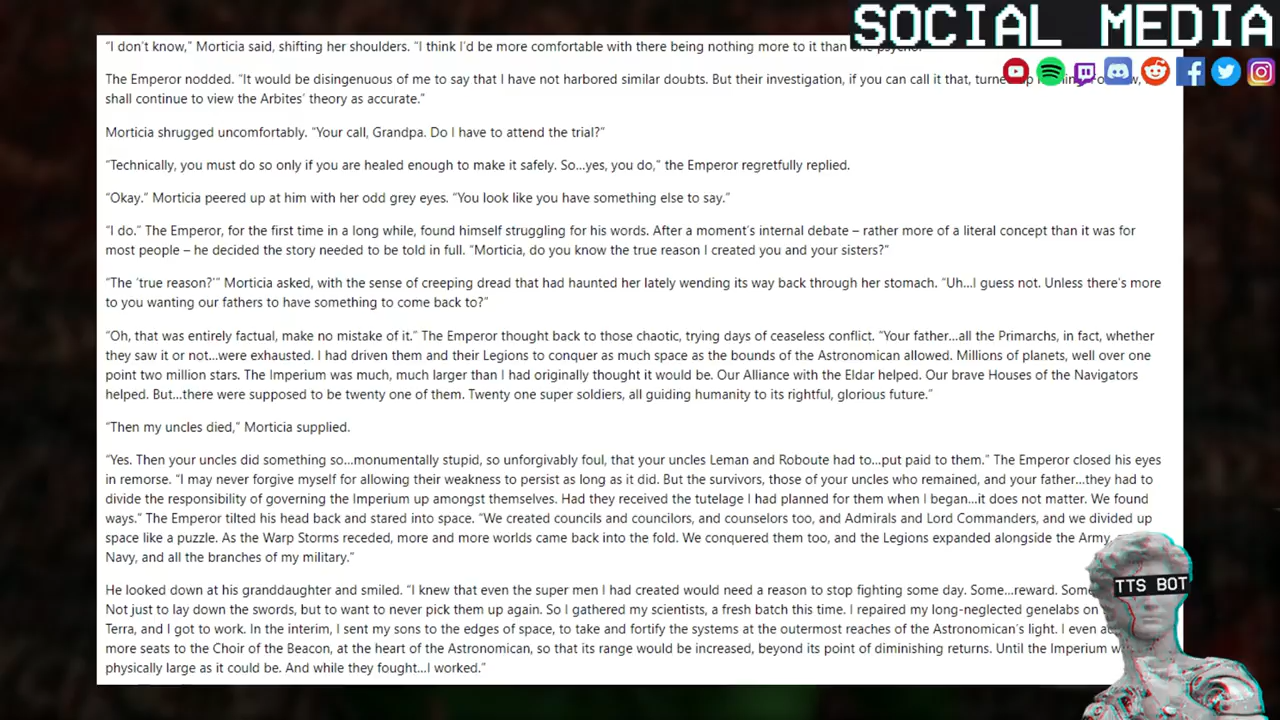 SOCIAL MEDIA
“I don’t know,” Morticia said, shifting her shoulders. “I think I’d be more comfortable with there being nothing more to it than one psycho.”
The Emperor nodded. “It would be disingenuous of me to say that I have not harbored similar doubts. But their investigation, if you can call it that, turned up
shall continue to view the Arbites’ theory as accurate.”
Morticia shrugged uncomfortably. “Your call, Grandpa. Do I have to attend the trial?”
“Technically, you must do so only if you are healed enough to make it safely. So…yes, you do,” the Emperor regretfully replied.
“Okay.” Morticia peered up at him with her odd grey eyes. “You look like you have something else to say.”
“I do.” The Emperor, for the first time in a long while, found himself struggling for his words. After a moment’s internal debate – rather more of a literal concept than it was for
most people – he decided the story needed to be told in full. “Morticia, do you know the true reason I created you and your sisters?”
“The ‘true reason?’” Morticia asked, with the sense of creeping dread that had haunted her lately wending its way back through her stomach. “Uh…I guess not. Unless there’s more
to you wanting our fathers to have something to come back to?”
“Oh, that was entirely factual, make no mistake of it.” The Emperor thought back to those chaotic, trying days of ceaseless conflict. “Your father…all the Primarchs, in fact, whether
they saw it or not…were exhausted. I had driven them and their Legions to conquer as much space as the bounds of the Astronomican allowed. Millions of planets, well over one
point two million stars. The Imperium was much, much larger than I had originally thought it would be. Our Alliance with the Eldar helped. Our brave Houses of the Navigators
helped. But…there were supposed to be twenty one of them. Twenty one super soldiers, all guiding humanity to its rightful, glorious future.”
“Then my uncles died,” Morticia supplied.
“Yes. Then your uncles did something so…monumentally stupid, so unforgivably foul, that your uncles Leman and Roboute had to…put paid to them.” The Emperor closed his eyes
in remorse. “I may never forgive myself for allowing their weakness to persist as long as it did. But the survivors, those of your uncles who remained, and your father…they had to
divide the responsibility of governing the Imperium up amongst themselves. Had they received the tutelage I had planned for them when I began…it does not matter. We found
ways.” The Emperor tilted his head back and stared into space. “We created councils and councilors, and counselors too, and Admirals and Lord Commanders, and we divided up
space like a puzzle. As the Warp Storms receded, more and more worlds came back into the fold. We conquered them too, and the Legions expanded alongside the Army,
Navy, and all the branches of my military.”
He looked down at his granddaughter and smiled. “I knew that even the super men I had created would need a reason to stop fighting some day. Some…reward.
Not just to lay down the swords, but to want to never pick them up again. So I gathered my scientists, a fresh batch this time. I repaired my long-neglected genelabs on
Terra, and I got to work. In the interim, I sent my sons to the edges of space, to take and fortify the systems at the outermost reaches of the Astronomican’s light. I even
more seats to the Choir of the Beacon, at the heart of the Astronomican, so that its range would be increased, beyond its point of diminishing returns. Until the Imperium
physically large as it could be. And while they fought…I worked.”
TTS BOT